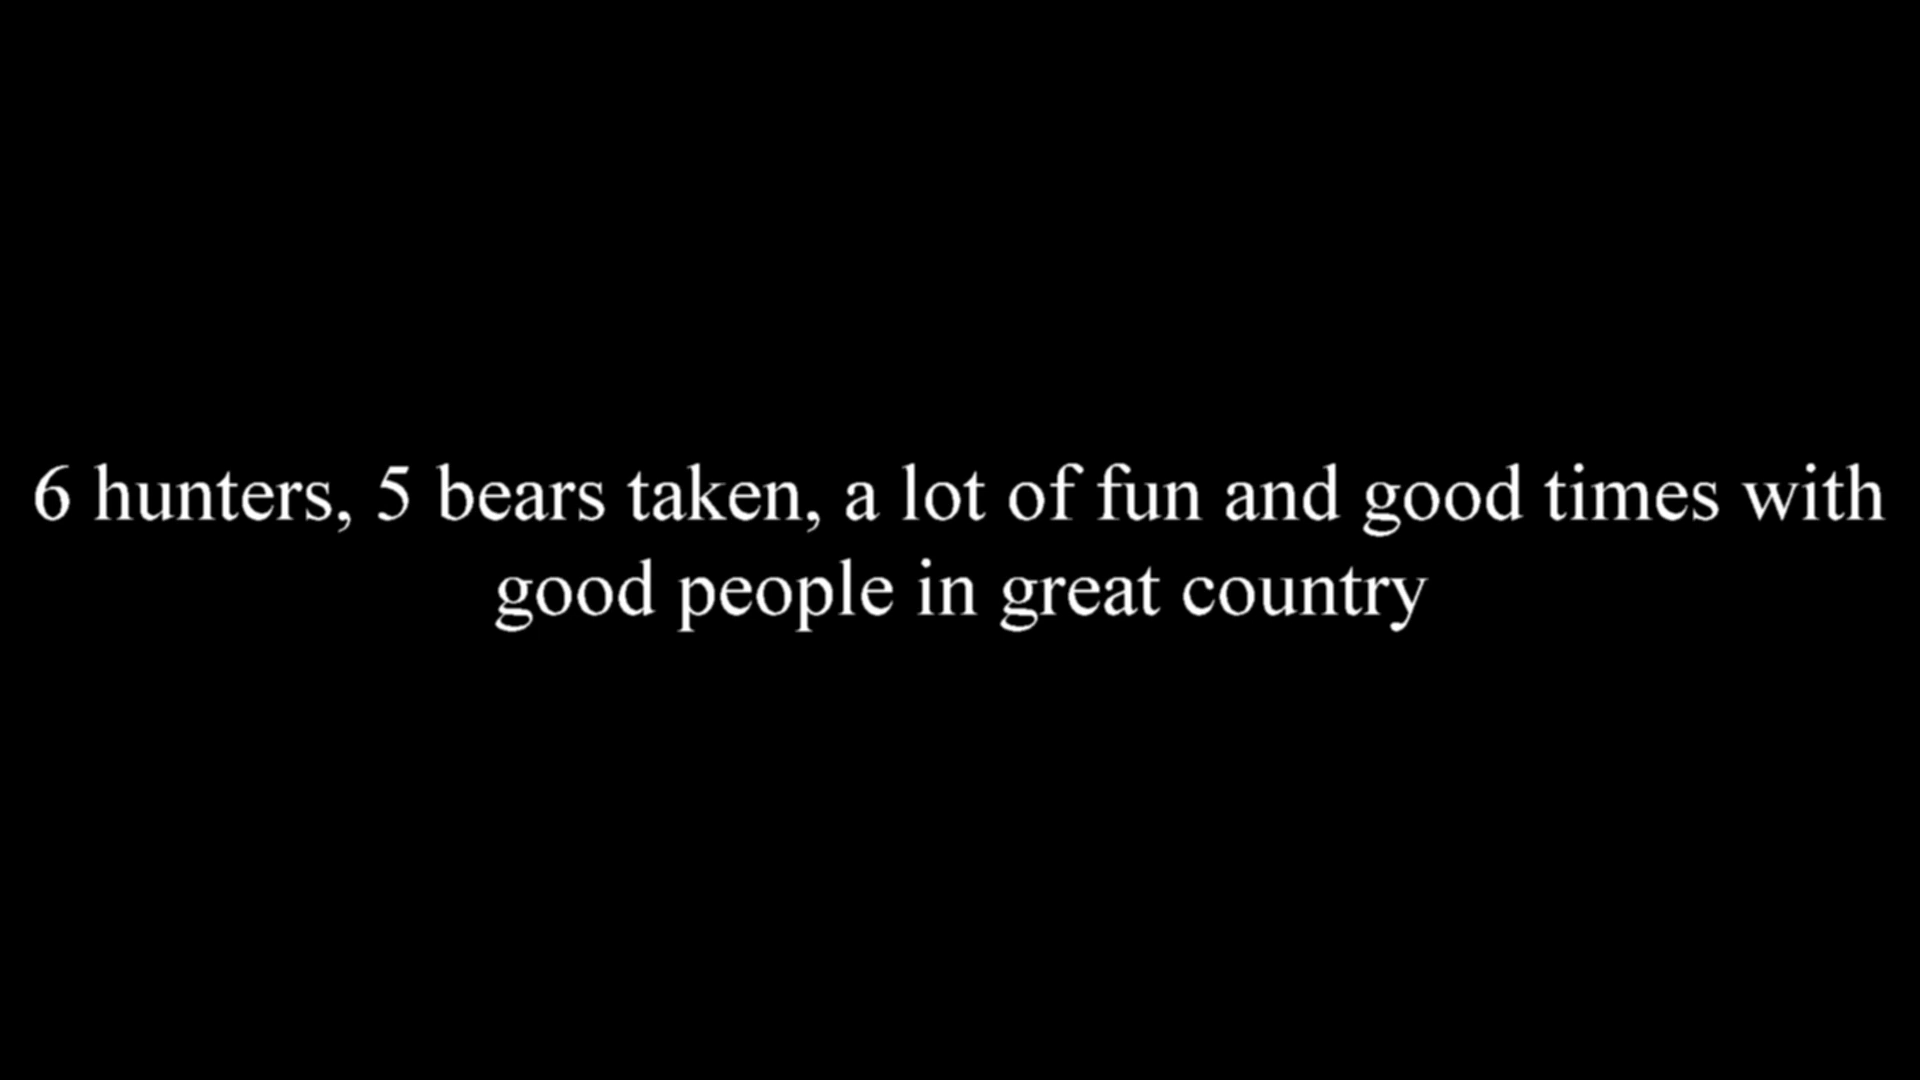 6 hunters, 5 bears taken, a lot of fun and good times with
good people in great country